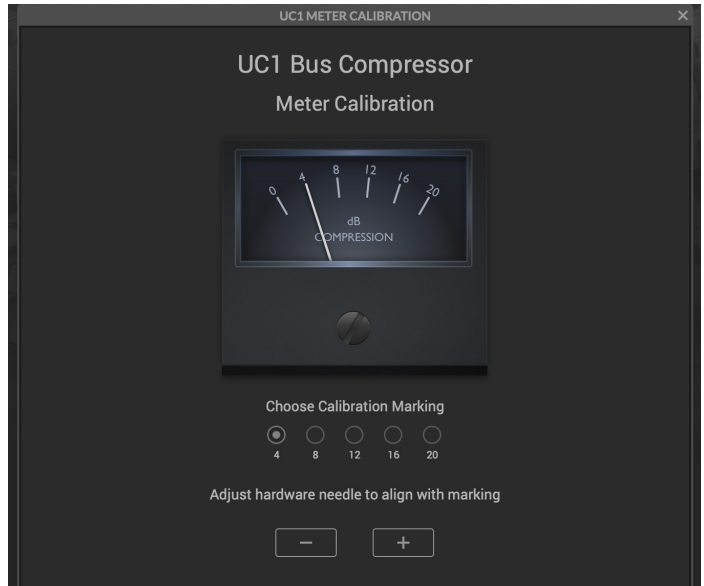 UC1 METER CALIBRATION ×
UC1 Bus Compressor
Meter Calibration
0 4 8 12 16 20
dB
COMPRESSION
Choose Calibration Marking
4 8 12 16 20
Adjust hardware needle to align with marking
− +